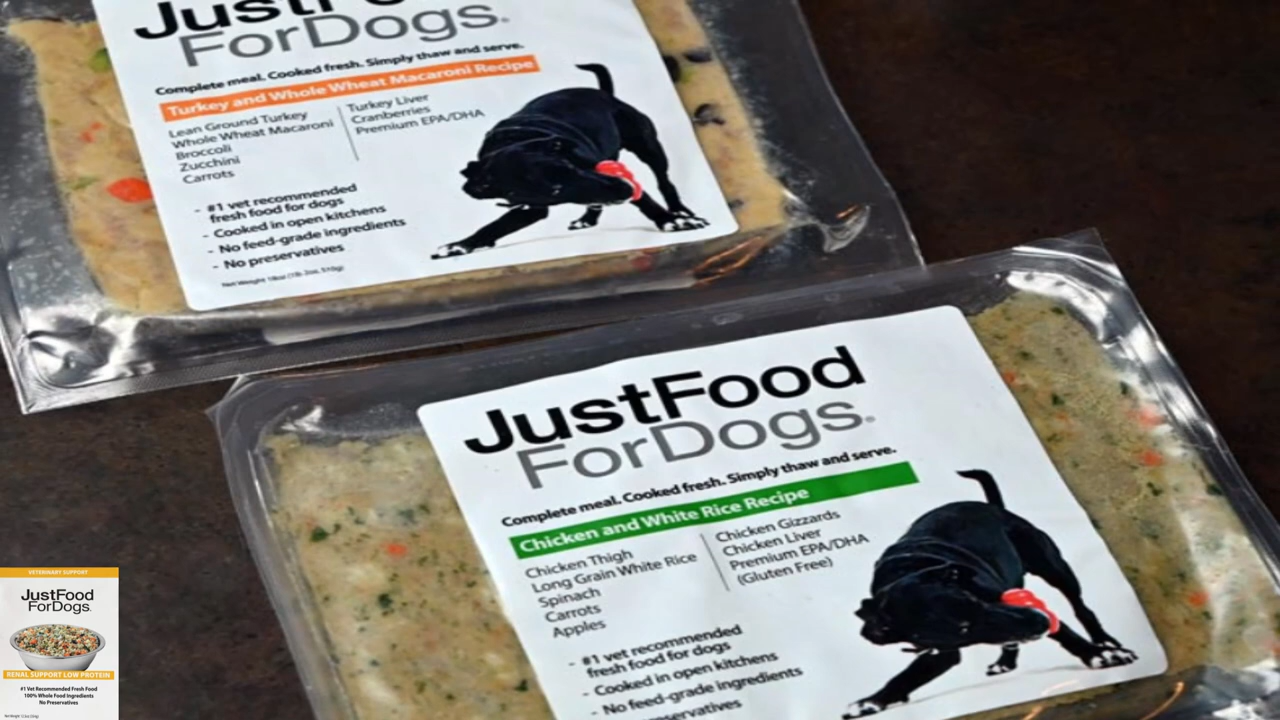 JustFood
ForDogs.
Complete meal. Cooked fresh. Simply thaw and serve.
Turkey and Whole Wheat Macaroni Recipe
Lean Ground Turkey
Whole Wheat Macaroni
Broccoli
Zucchini
Carrots
Turkey Liver
Cranberries
Premium EPA/DHA
- #1 vet recommended
fresh food for dogs
- Cooked in open kitchens
- No feed-grade ingredients
- No preservatives
Net Weight 18oz (1lb 2oz, 510g)
JustFood
ForDogs.
Complete meal. Cooked fresh. Simply thaw and serve.
Chicken and White Rice Recipe
Chicken Thigh
Long Grain White Rice
Spinach
Carrots
Apples
Chicken Gizzards
Chicken Liver
Premium EPA/DHA
(Gluten Free)
- #1 vet recommended
fresh food for dogs
- Cooked in open kitchens
- No feed-grade ingredients
VETERINARY SUPPORT
JustFood
ForDogs.
RENAL SUPPORT LOW PROTEIN
#1 Vet Recommended Fresh Food
100% Whole Food Ingredients
No Preservatives